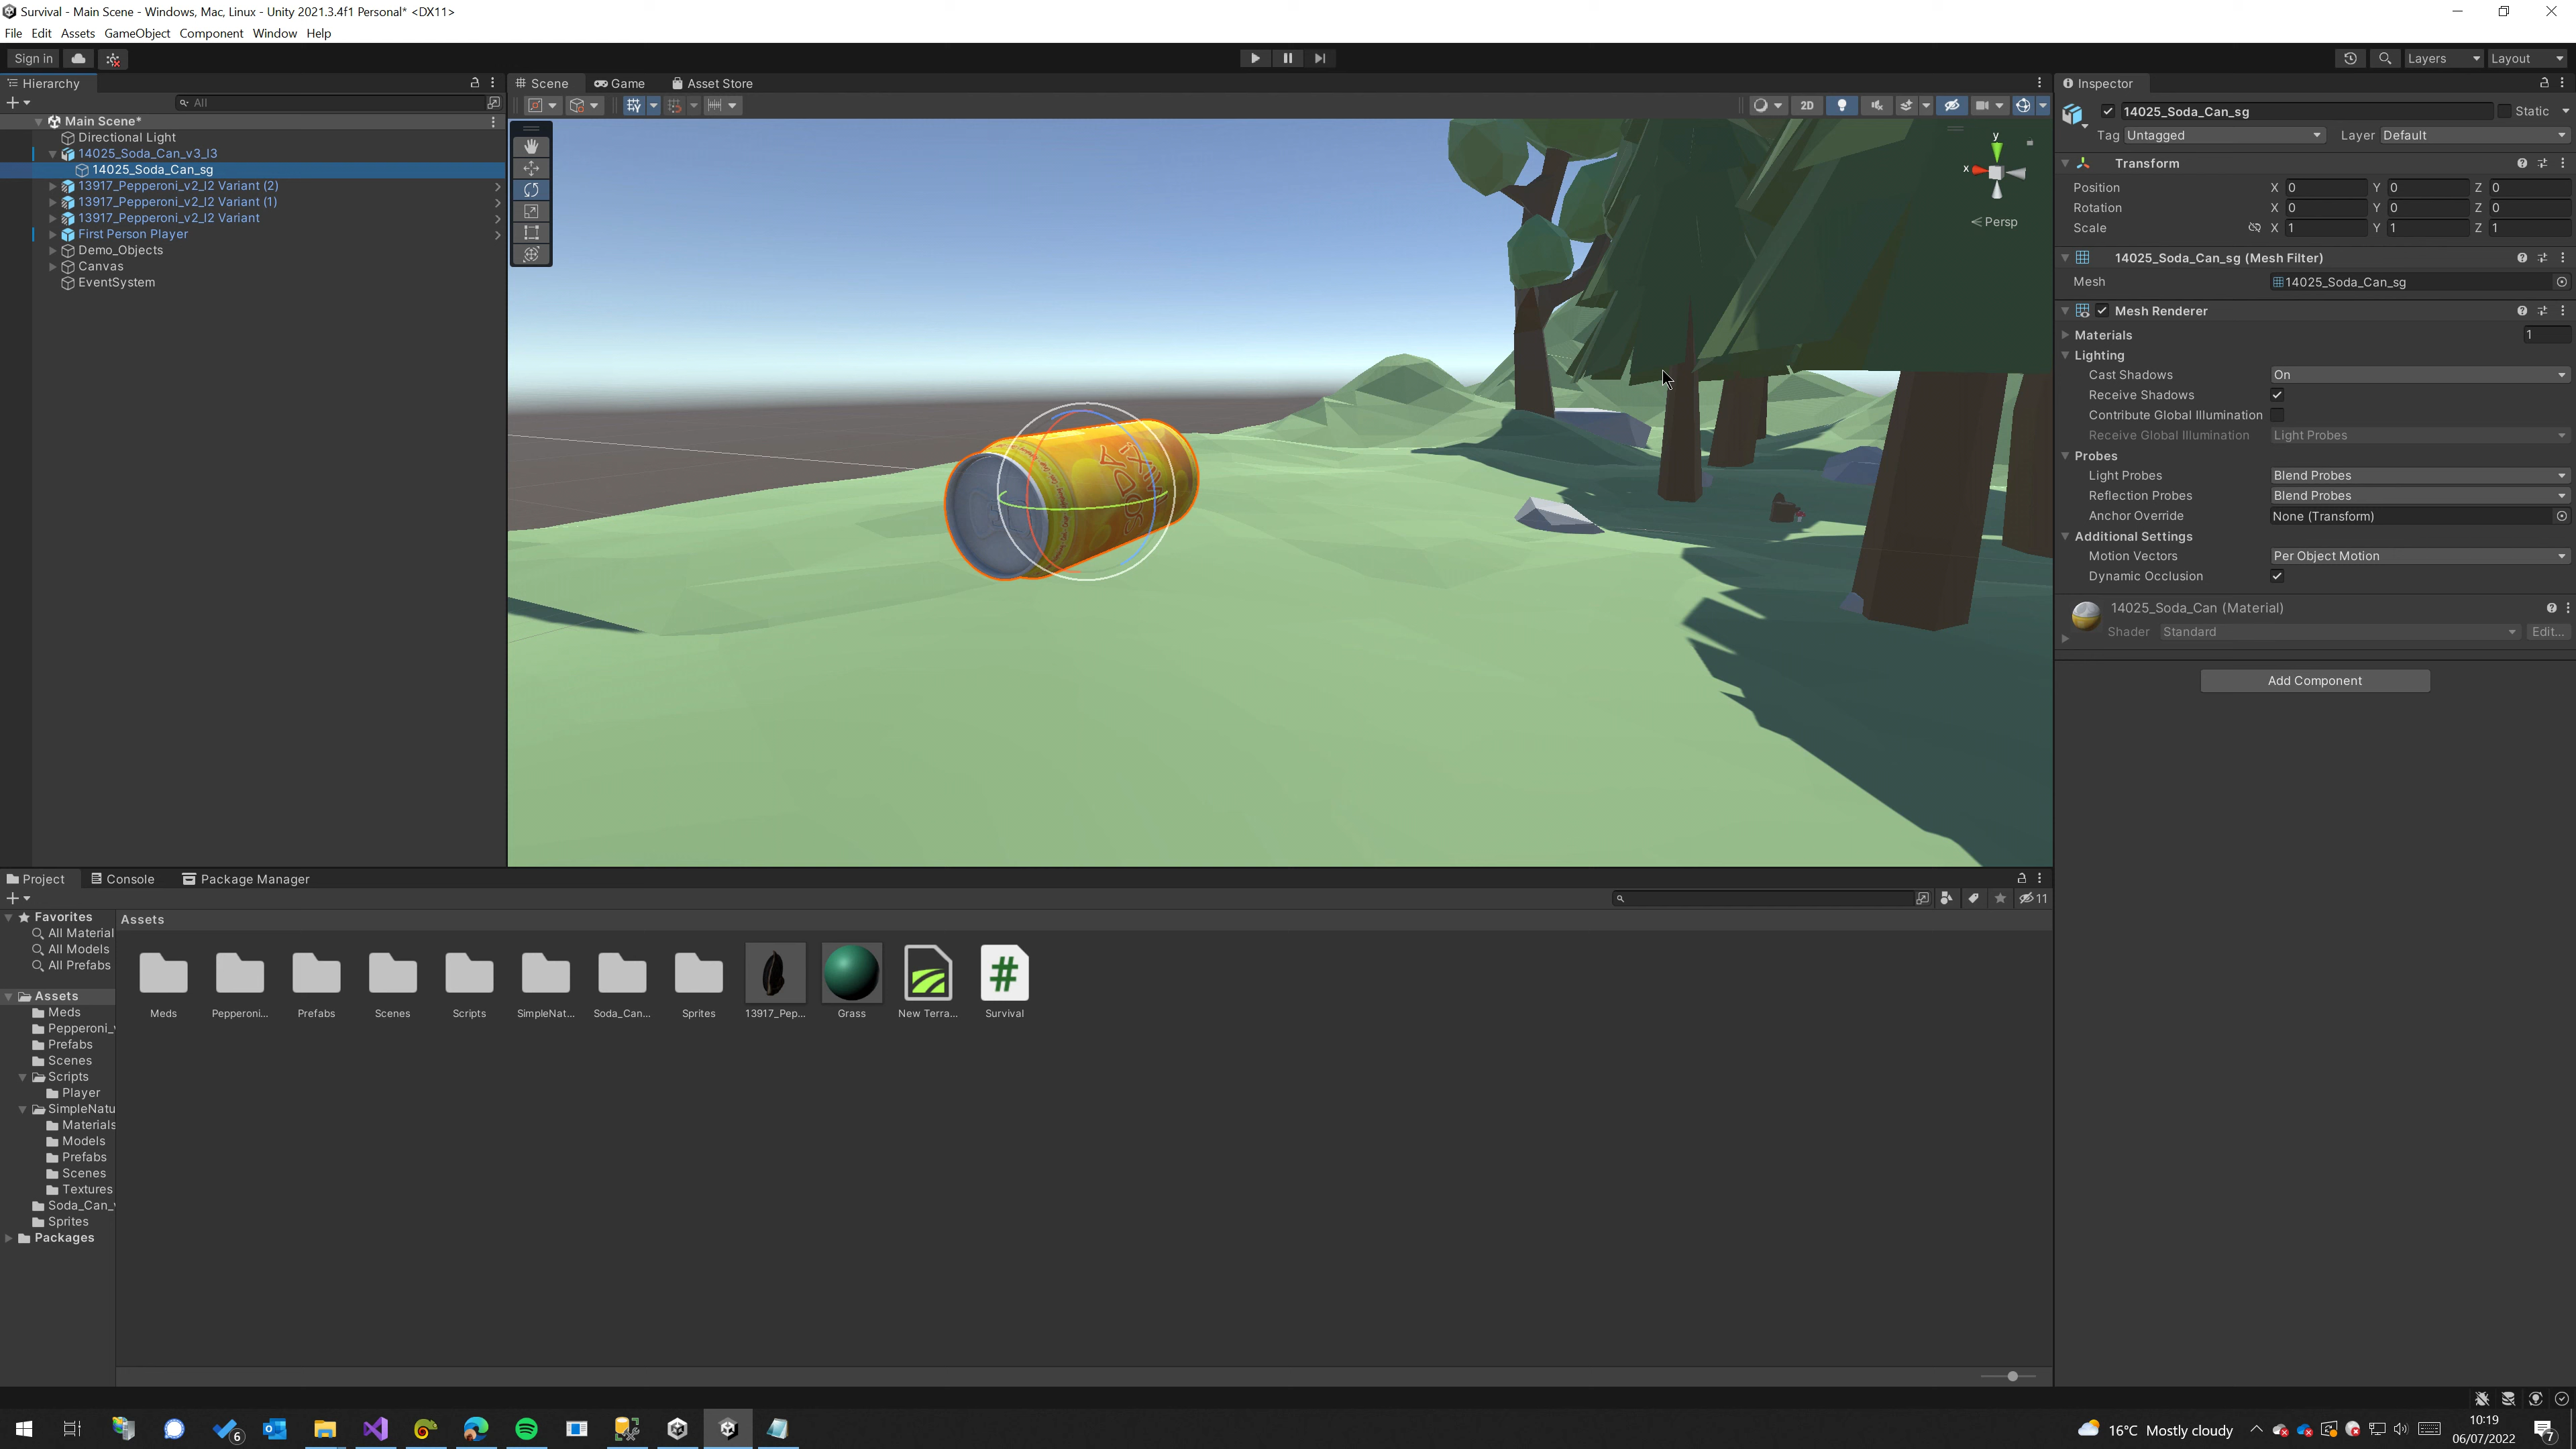 Survival - Main Scene - Windows, Mac, Linux - Unity 2021.3.4f1 Personal* <DX11>
File Edit Assets GameObject Component Window Help
Sign in
Layers
Layout
Hierarchy
All
Main Scene*
Directional Light
14025_Soda_Can_v3_l3
14025_Soda_Can_sg
13917_Pepperoni_v2_l2 Variant (2)
13917_Pepperoni_v2_l2 Variant (1)
13917_Pepperoni_v2_l2 Variant
First Person Player
Demo_Objects
Canvas
EventSystem
Scene Game Asset Store
2D
y
x
Persp
SODA
Inspector
14025_Soda_Can_sg Static
Tag Untagged Layer Default
Transform
Position X 0 Y 0 Z 0
Rotation X 0 Y 0 Z 0
Scale X 1 Y 1 Z 1
14025_Soda_Can_sg (Mesh Filter)
Mesh 14025_Soda_Can_sg
Mesh Renderer
Materials 1
Lighting
Cast Shadows On
Receive Shadows
Contribute Global Illumination
Receive Global Illumination Light Probes
Probes
Light Probes Blend Probes
Reflection Probes Blend Probes
Anchor Override None (Transform)
Additional Settings
Motion Vectors Per Object Motion
Dynamic Occlusion
14025_Soda_Can (Material)
Shader Standard Edit...
Add Component
Project Console Package Manager
11
Favorites
All Material
All Models
All Prefabs
Assets
Meds
Pepperoni_v
Prefabs
Scenes
Scripts
Player
SimpleNatu
Materials
Models
Prefabs
Scenes
Textures
Soda_Can_v
Sprites
Packages
Assets
Meds Pepperoni... Prefabs Scenes Scripts SimpleNat... Soda_Can... Sprites 13917_Pep... Grass New Terra... Survival
6
16°C Mostly cloudy
10:19
06/07/2022
7